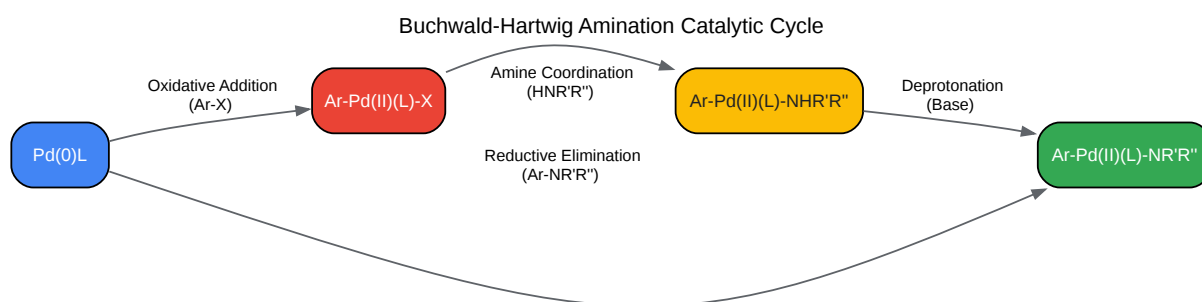 Buchwald-Hartwig Amination Catalytic Cycle
Oxidative Addition
(Ar-X)
Ar-Pd(II)(L)-X
Amine Coordination
(HNR'R'')
Ar-Pd(II)(L)-NHR'R''
Deprotonation
(Base)
Pd(0)L
Reductive Elimination
(Ar-NR'R'')
Ar-Pd(II)(L)-NR'R''